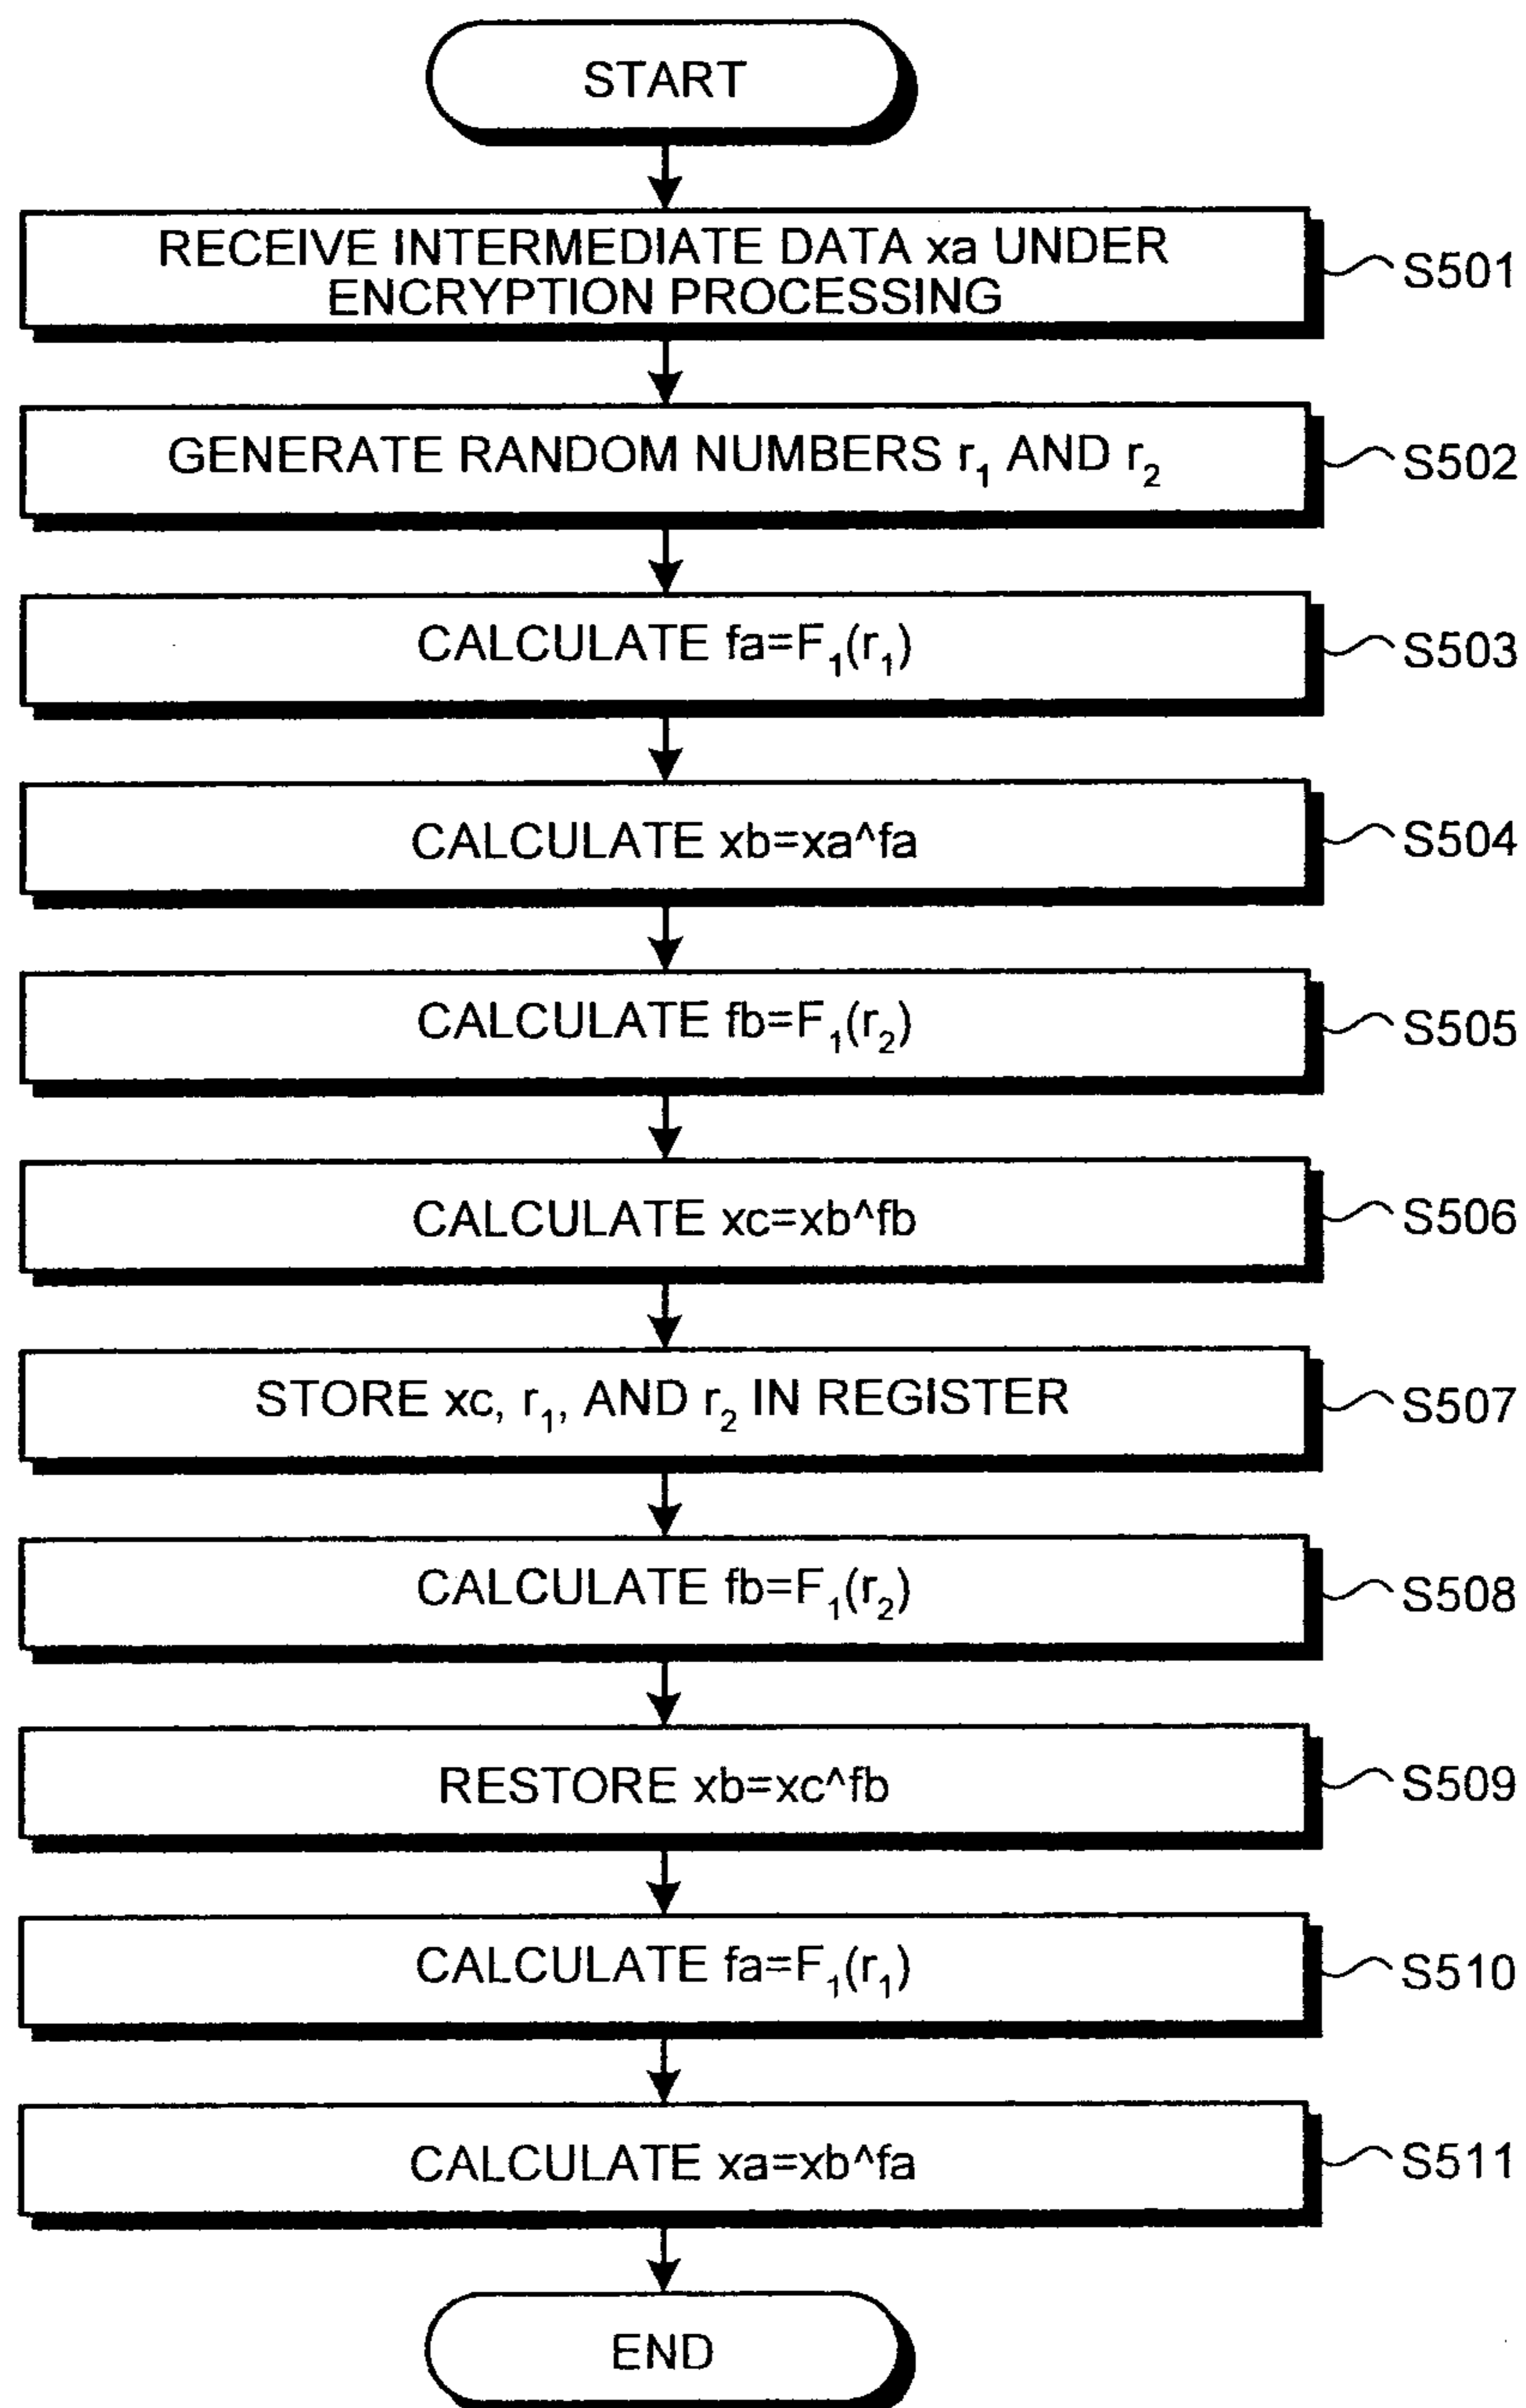 START
RECEIVE INTERMEDIATE DATA xa UNDER
ENCRYPTION PROCESSING
S501
GENERATE RANDOM NUMBERS r₁ AND r₂
S502
CALCULATE fa=F₁(r₁)
S503
CALCULATE xb=xa^fa
S504
CALCULATE fb=F₁(r₂)
S505
CALCULATE xc=xb^fb
S506
STORE xc, r₁, AND r₂ IN REGISTER
S507
CALCULATE fb=F₁(r₂)
S508
RESTORE xb=xc^fb
S509
CALCULATE fa=F₁(r₁)
S510
CALCULATE xa=xb^fa
S511
END